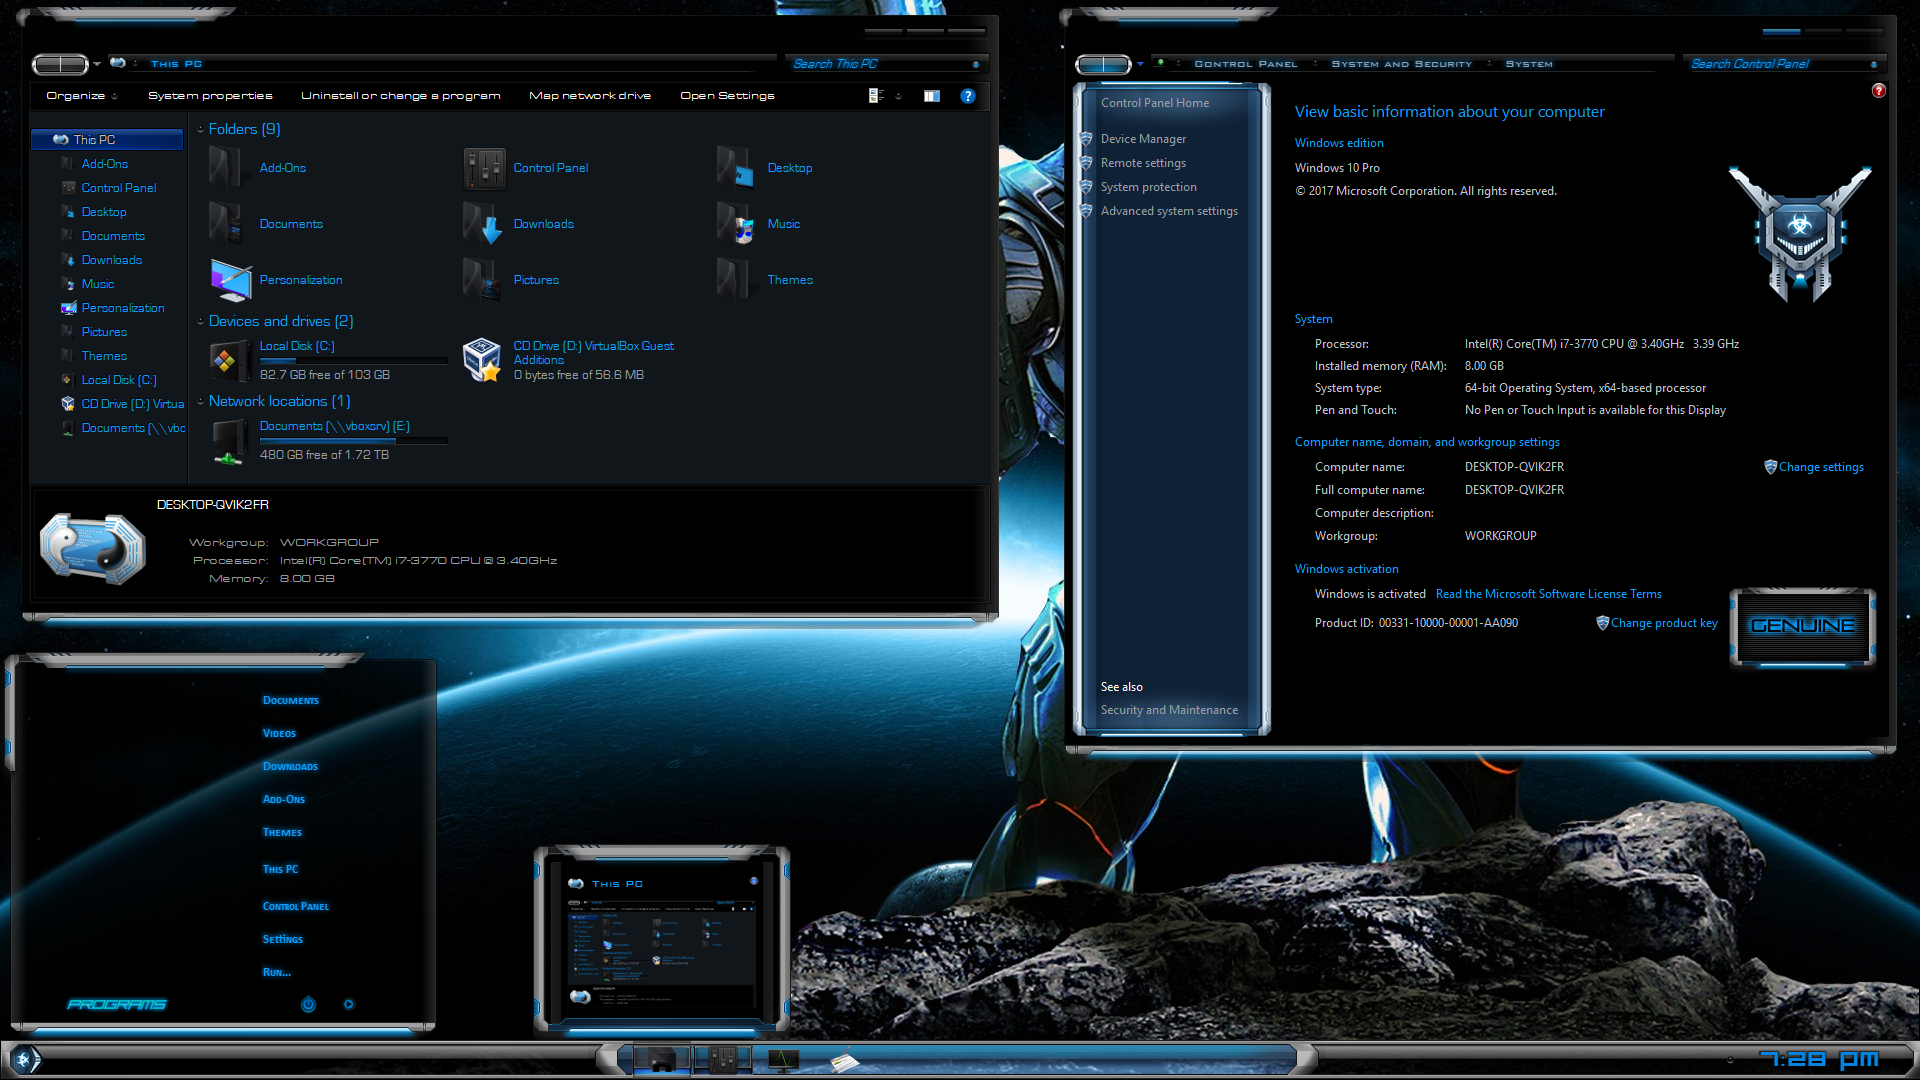 This PC
Search This PC
Organize
System properties
Uninstall or change a program
Map network drive
Open Settings
This PC
Add-Ons
Control Panel
Desktop
Documents
Downloads
Music
Personalization
Pictures
Themes
Local Disk (C:)
CD Drive (D:) Virtua
Documents (\\vbo
Folders (9)
Add-Ons
Control Panel
Desktop
Documents
Downloads
Music
Personalization
Pictures
Themes
Devices and drives (2)
Local Disk (C:)
82.7 GB free of 103 GB
CD Drive (D:) VirtualBox Guest
Additions
0 bytes free of 56.6 MB
Network locations (1)
Documents (\\vboxsrv) (E:)
480 GB free of 1.72 TB
DESKTOP-QVIK2FR
Workgroup: WORKGROUP
Processor: Intel(R) Core(TM) i7-3770 CPU @ 3.40GHz
Memory: 8.00 GB
Control Panel
System and Security
System
Search Control Panel
Control Panel Home
Device Manager
Remote settings
System protection
Advanced system settings
See also
Security and Maintenance
View basic information about your computer
Windows edition
Windows 10 Pro
© 2017 Microsoft Corporation. All rights reserved.
System
Processor: Intel(R) Core(TM) i7-3770 CPU @ 3.40GHz 3.39 GHz
Installed memory (RAM): 8.00 GB
System type: 64-bit Operating System, x64-based processor
Pen and Touch: No Pen or Touch Input is available for this Display
Computer name, domain, and workgroup settings
Computer name: DESKTOP-QVIK2FR
Change settings
Full computer name: DESKTOP-QVIK2FR
Computer description:
Workgroup: WORKGROUP
Windows activation
Windows is activated Read the Microsoft Software License Terms
Product ID: 00331-10000-00001-AA090
Change product key
GENUINE
Documents
Videos
Downloads
Add-Ons
Themes
This PC
Control Panel
Settings
Run...
PROGRAMS
This PC
7:28 pm